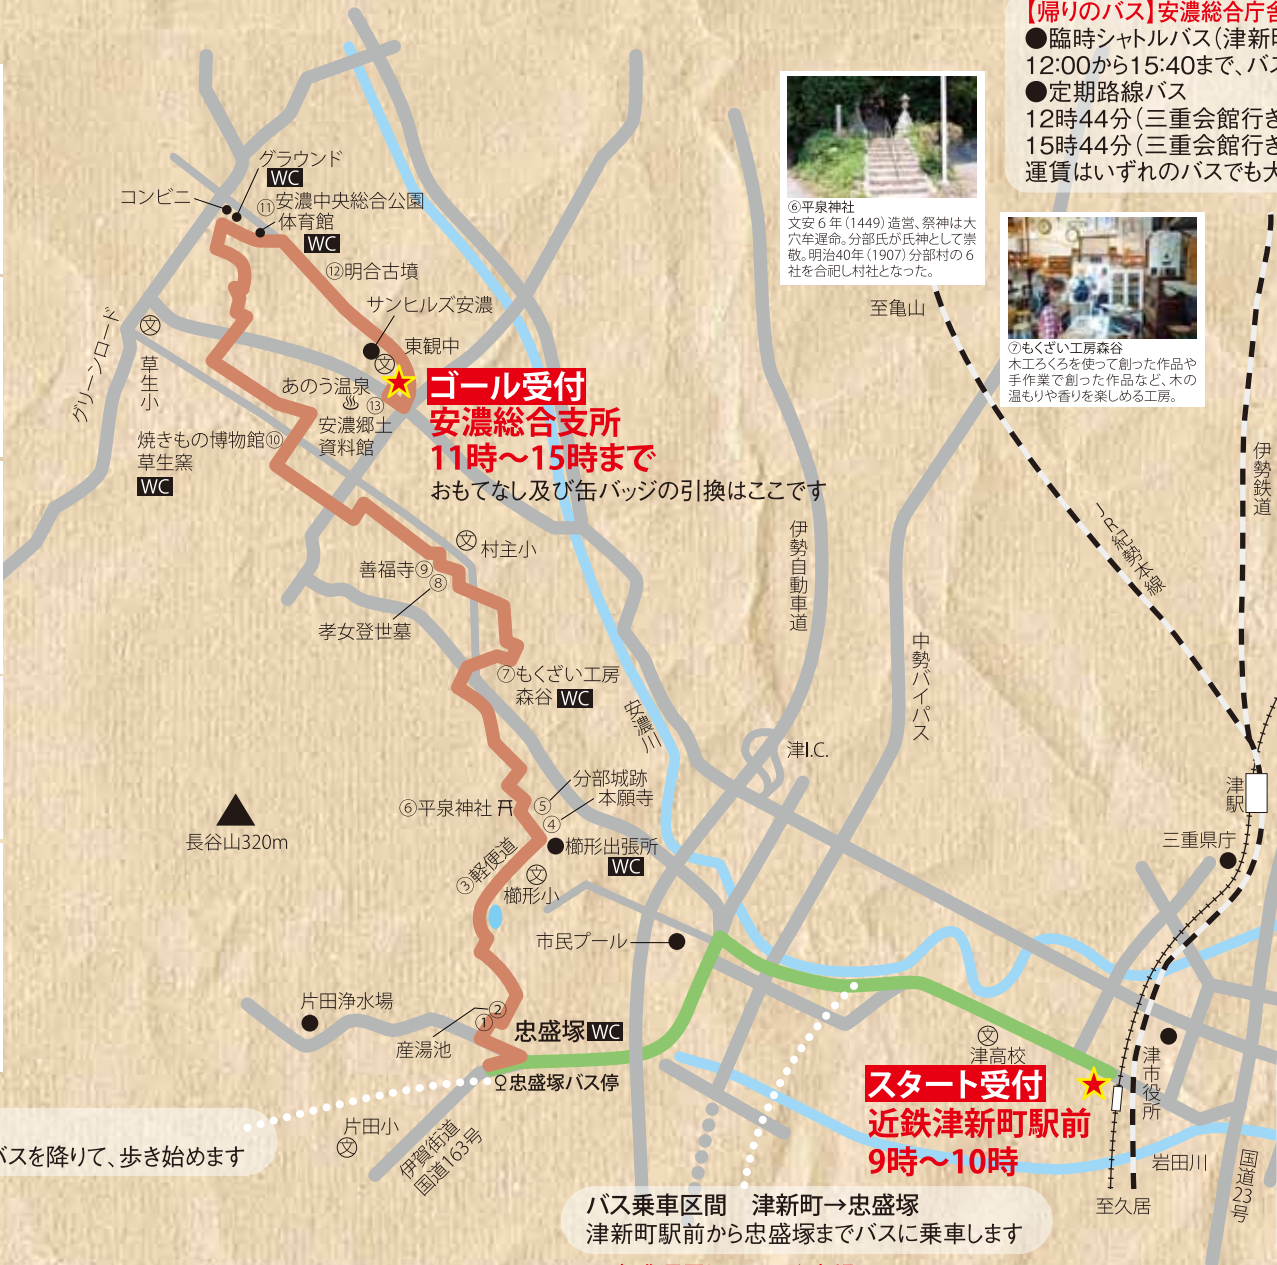 【帰りのバス】安濃総合庁舎
●臨時シャトルバス(津新町
12:00から15:40まで、バス
●定期路線バス
12時44分(三重会館行き
15時44分(三重会館行き
運賃はいずれのバスでも大
⑥平泉神社
文安6年(1449)造営、祭神は大
穴牟遅命。分部氏が氏神として崇
敬。明治40年(1907)分部村の6
社を合祀し村社となった。
⑦もくざい工房森谷
木工ろくろを使って創った作品や
手作業で創った作品など、木の
温もりや香りを楽しめる工房。
至亀山
グラウンド
WC
コンビニ
⑪安濃中央総合公園
体育館
WC
⑫明合古墳
サンヒルズ安濃
文
東観中
グリーンロード
文
草生小
あのう温泉
⑬
安濃郷土
資料館
ゴール受付
安濃総合支所
11時〜15時まで
おもてなし及び缶バッジの引換はここです
焼きもの博物館⑩
草生窯
WC
伊勢鉄道
JR紀勢本線
伊勢自動車道
文
村主小
善福寺⑨
⑧
孝女登世墓
中勢バイパス
⑦もくざい工房
森谷 WC
安濃川
津I.C.
分部城跡
⑤
本願寺
④
⑥平泉神社
長谷山320m
櫛形出張所
WC
③軽便道
文
櫛形小
津駅
三重県庁
市民プール
片田浄水場
②
①
産湯池
忠盛塚 WC
忠盛塚バス停
文
津高校
津市役所
スタート受付
近鉄津新町駅前
9時〜10時
片田小
文
伊賀街道
国道163号
バスを降りて、歩き始めます
岩田川
国道23号
至久居
バス乗車区間 津新町→忠盛塚
津新町駅前から忠盛塚までバスに乗車します